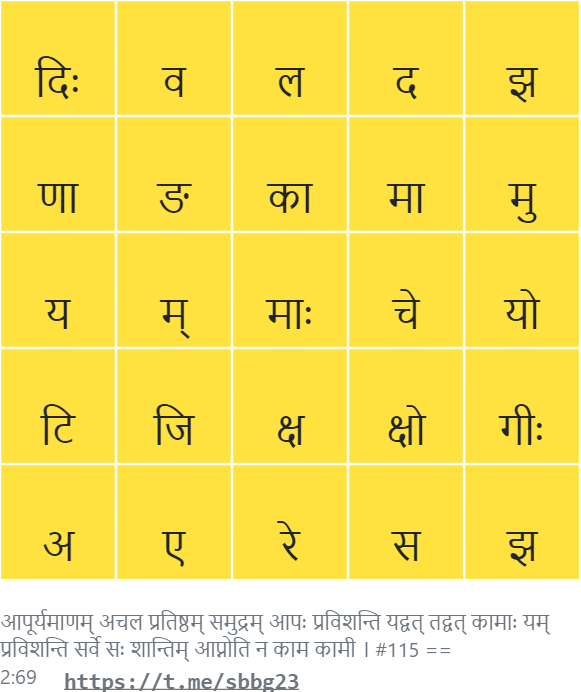 दिः व ल द झ
णा ङ का मा मु
य म् माः चे यो
टि जि क्ष क्षो गीः
अ ए रे स झ
आपूर्यमाणम् अचल प्रतिष्ठम् समुद्रम् आपः प्रविशन्ति यद्वत् तद्वत् कामाः यम्
प्रविशन्ति सर्वे सः शान्तिम् आप्नोति न काम कामी । #115 ==
2:69 https://t.me/sbbg23